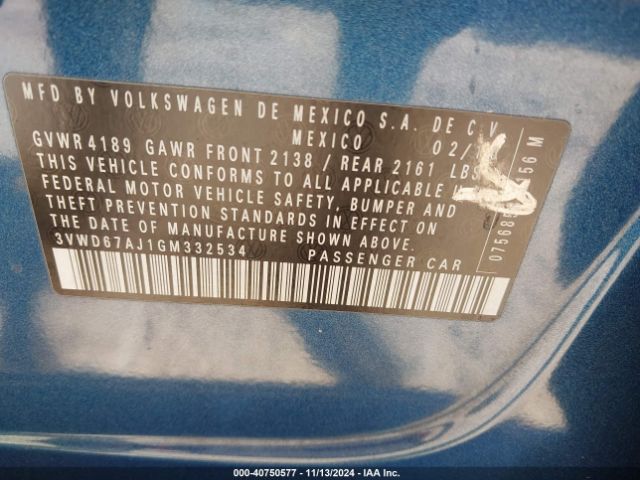 MFD BY VOLKSWAGEN DE MEXICO S.A. DE C.V.
MEXICO 02/
GVWR 4189 GAWR FRONT 2138 / REAR 2161 LBS
THIS VEHICLE CONFORMS TO ALL APPLICABLE
FEDERAL MOTOR VEHICLE SAFETY, BUMPER AND
THEFT PREVENTION STANDARDS IN EFFECT ON
THE DATE OF MANUFACTURE SHOWN ABOVE.
3VWD67AJ1GM332534 PASSENGER CAR
000-40750577 - 11/13/2024 - IAA Inc.